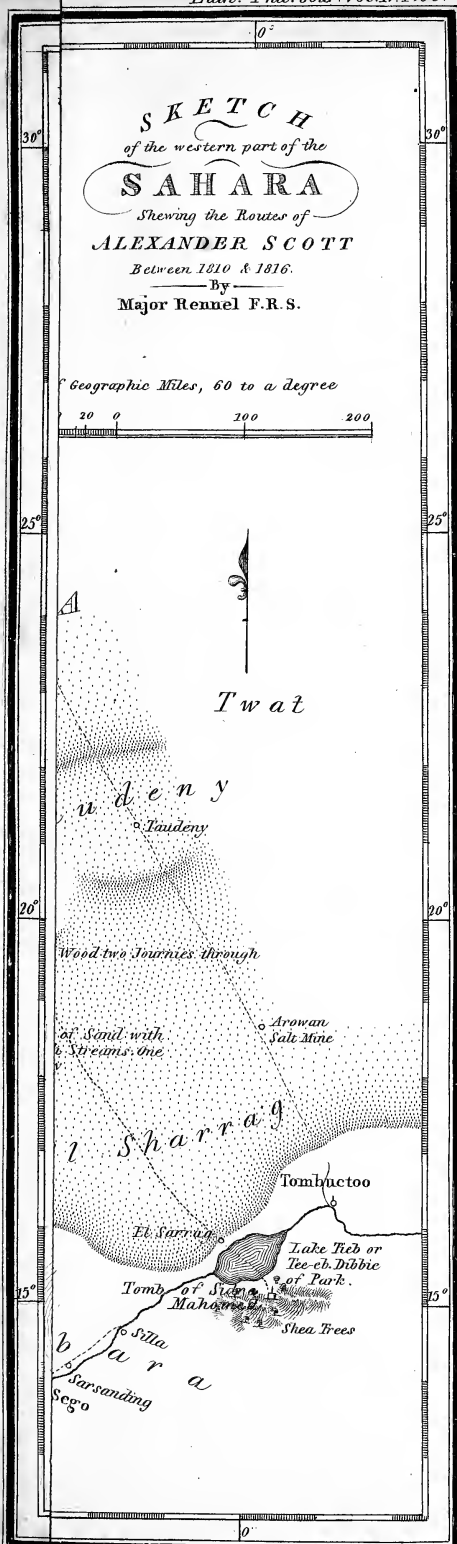 0°
30°
30°
SKETCH
of the western part of the
SAHARA
Shewing the Routes of
ALEXANDER SCOTT
Between 1810 & 1816.
By
Major Rennel F.R.S.
Geographic Miles, 60 to a degree
20 0 100 200
25°
25°
A
Twat
udeny
Taudeny
20°
20°
Wood two Journies through
of Sand with
Streams One
Arowan
Salt Mine
l Sharrag
Tombuctoo
El Sarrag
Lake Tieb or
Tee-eb. Dibbie
of Park.
Tomb of
Mahomed
15°
15°
Shea Trees
Silla
b a r a
Sarsanding
Sego
0°